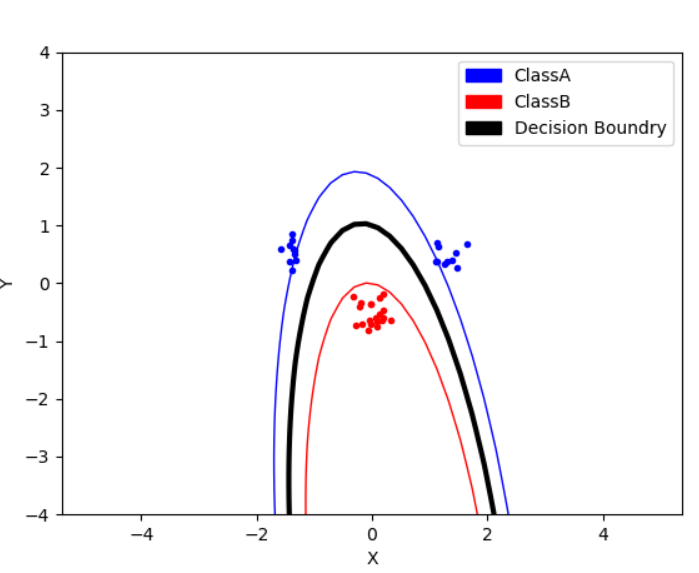 4
3
2
1
0
−1
−2
−3
−4
Y
ClassA
ClassB
Decision Boundry
−4 −2 0 2 4
X